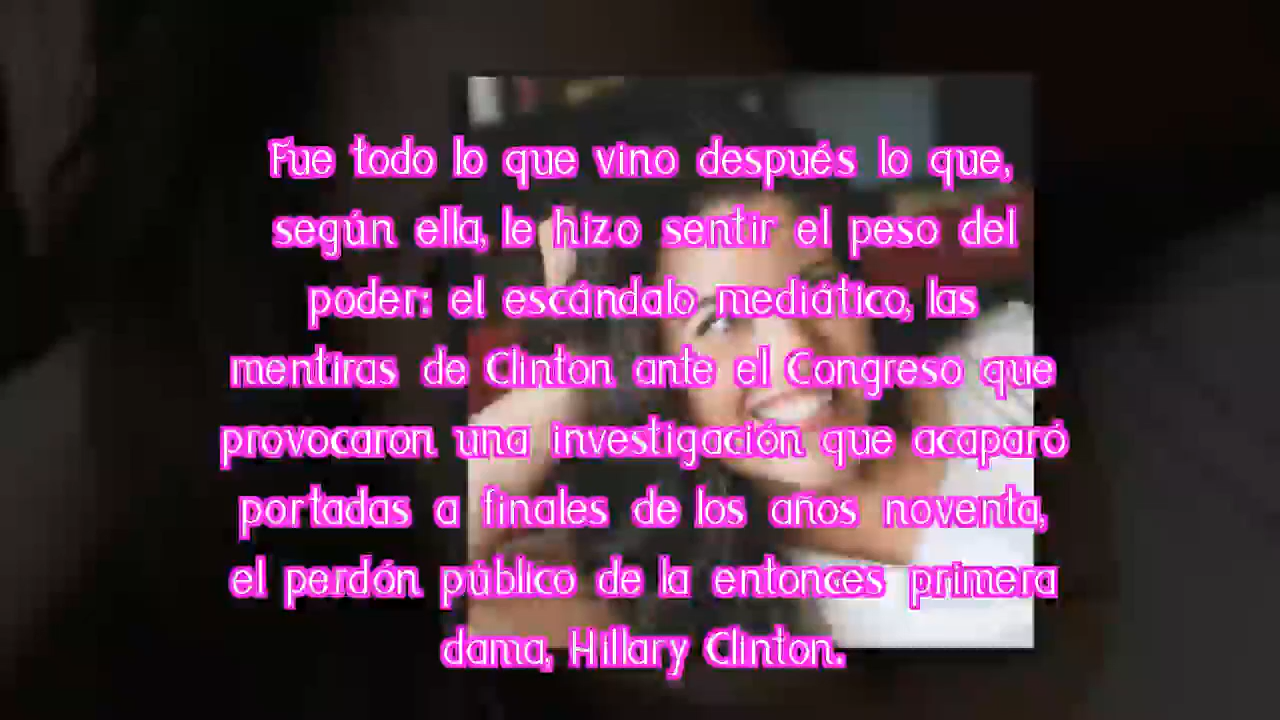 Fue todo lo que vino después lo que,
según ella, le hizo sentir el peso del
poder: el escándalo mediático, las
mentiras de Clinton ante el Congreso que
provocaron una investigación que acaparó
portadas a finales de los años noventa,
el perdón público de la entonces primera
dama, Hillary Clinton.